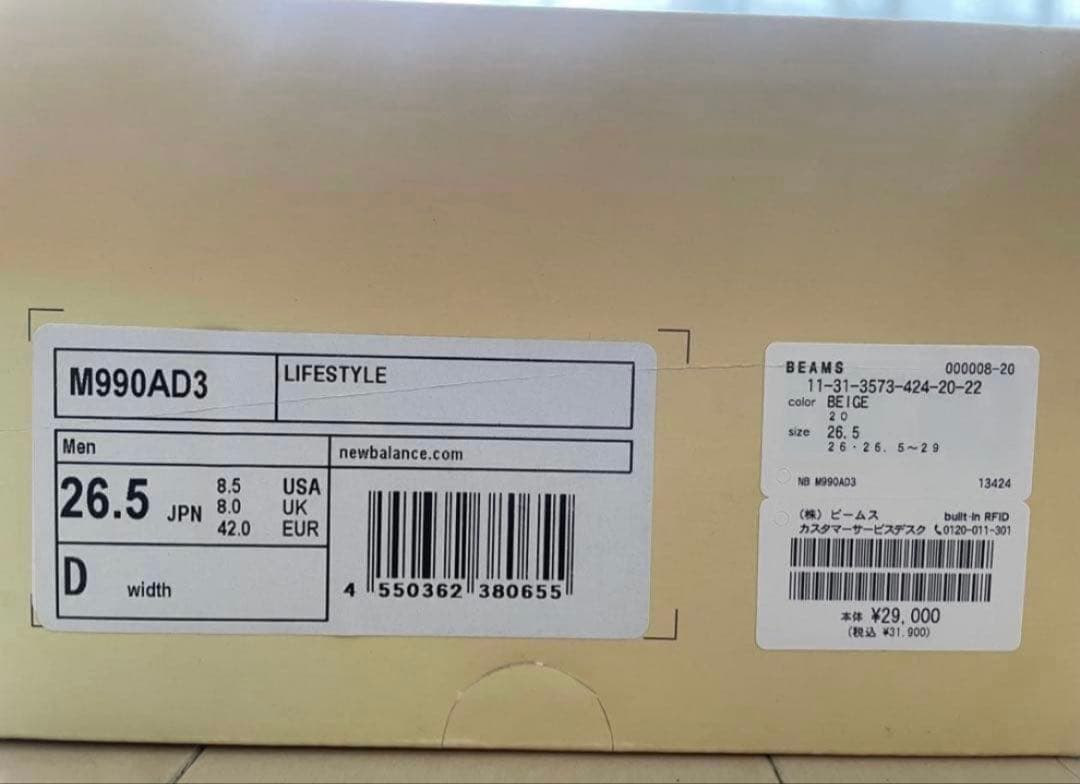 M990AD3
LIFESTYLE
Men
newbalance.com
26.5 JPN
8.5 USA
8.0 UK
42.0 EUR
D width
4 550362 380655
BEAMS 000008-20
11-31-3573-424-20-22
color BEIGE
20
size 26.5
26・26.5～29
NB M990AD3 13424
(株) ビームス built-in RFID
カスタマーサービスデスク 0120-011-301
本体 ¥29,000
(税込 ¥31,900)